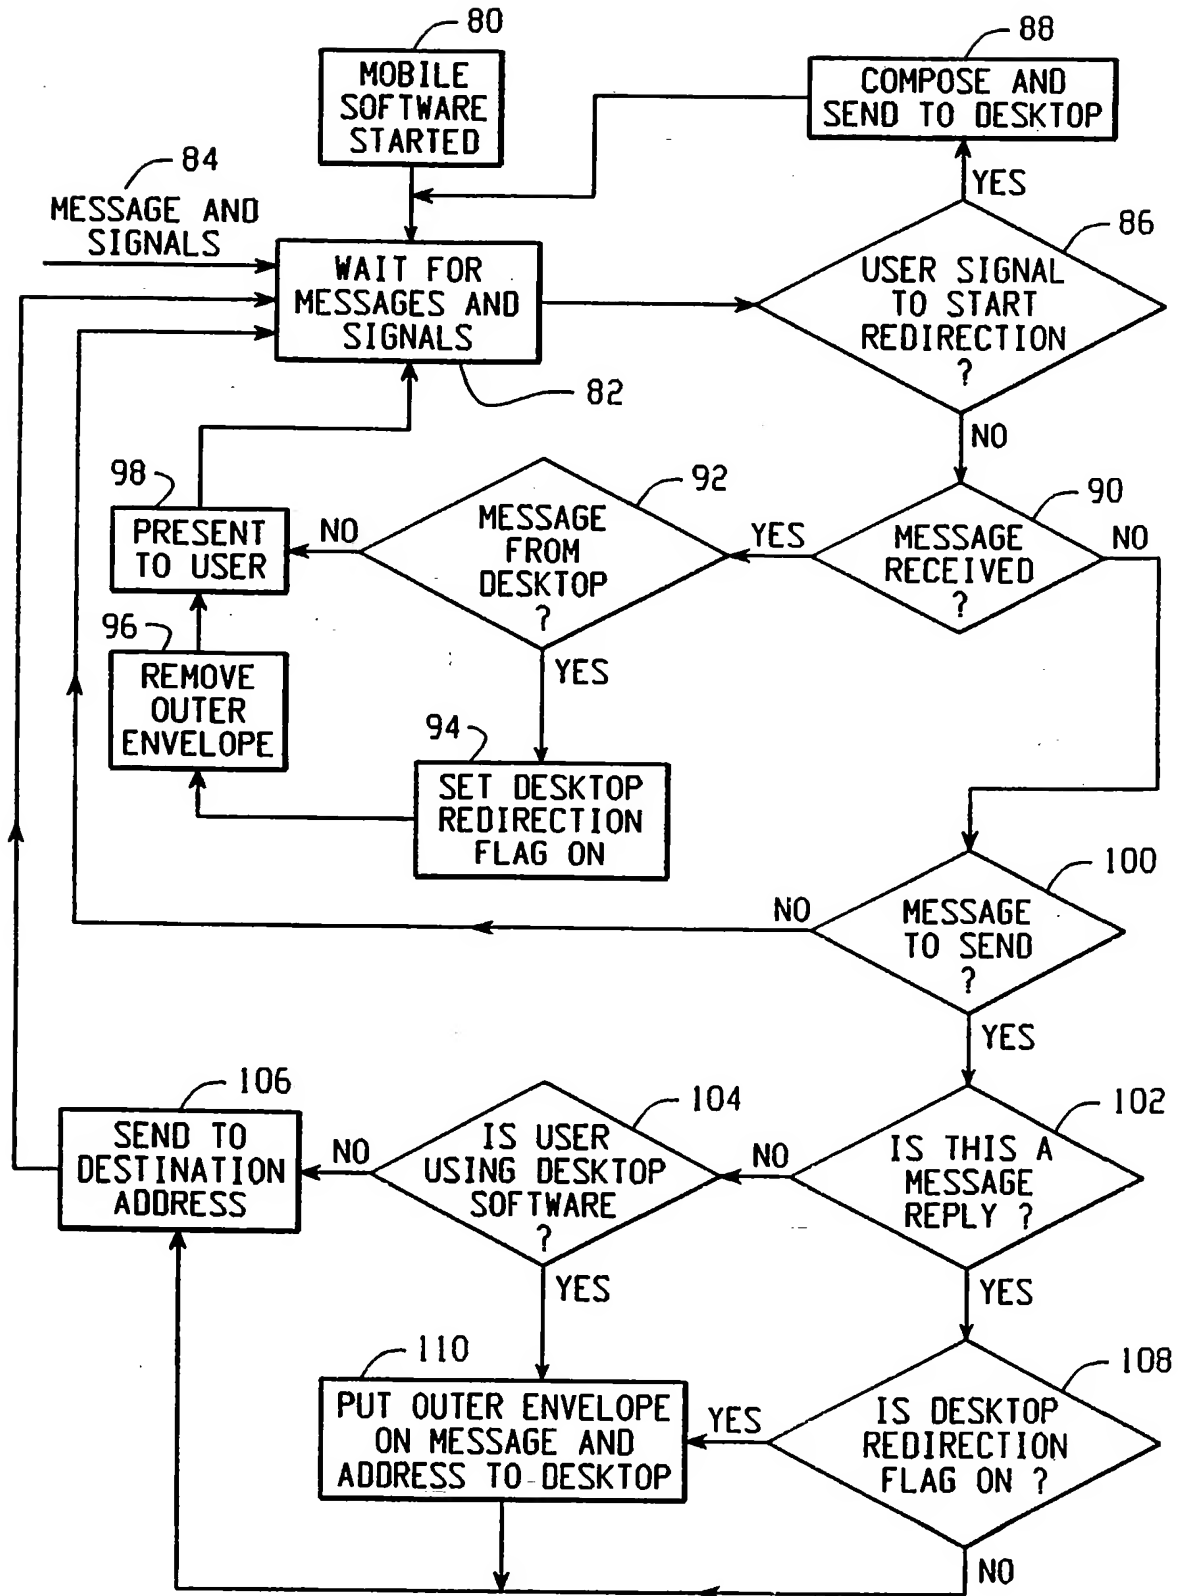 80
MOBILE
SOFTWARE
STARTED
88
COMPOSE AND
SEND TO DESKTOP
84
MESSAGE AND
SIGNALS
YES
86
WAIT FOR
MESSAGES AND
SIGNALS
82
USER SIGNAL
TO START
REDIRECTION
?
NO
98
PRESENT
TO USER
NO
92
MESSAGE
FROM
DESKTOP
?
YES
90
MESSAGE
RECEIVED
?
NO
96
REMOVE
OUTER
ENVELOPE
YES
94
SET DESKTOP
REDIRECTION
FLAG ON
100
NO
MESSAGE
TO SEND
?
YES
106
SEND TO
DESTINATION
ADDRESS
NO
104
IS USER
USING DESKTOP
SOFTWARE
?
NO
102
IS THIS A
MESSAGE
REPLY ?
YES
YES
110
PUT OUTER ENVELOPE
ON MESSAGE AND
ADDRESS TO DESKTOP
YES
108
IS DESKTOP
REDIRECTION
FLAG ON ?
NO